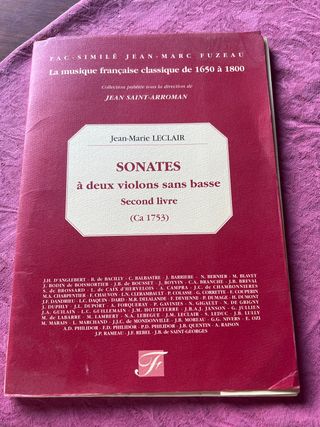 FAC-SIMILÉ JEAN-MARC FUZEAU
La musique française classique de 1650 à 1800
Collection publiée sous la direction de
JEAN SAINT-ARROMAN
Jean-Marie LECLAIR
SONATES
à deux violons sans basse
Second livre
(Ca 1753)
J.H. D'ANGLEBERT - B. de BACILLY - C. BALBASTRE - J. BARRIERE - N. BERNIER - M. BLAVET
J. BODIN de BOISMORTIER - J.B. de BOUSSET - J. BOYVIN - C.A. BRANCHE - J.B. BREVAL
S. de BROSSARD - L. de CAIX d'HERVELOIS - A. CAMPRA - J.C. de CHAMBONNIERES
M.A. CHARPENTIER - F. CHAUVON - L.N. CLERAMBAULT - P. COLASSE - G. CORRETTE - F. COUPERIN
J.F. DANDRIEU - L.C. DAQUIN - DARD - M.R. DELALANDE - F. DEVIENNE - P. DUMAGE - H. DUMONT
J. DUPHLY - J.L. DUPORT - A. FORQUERAY - P. GAVINIES - N. GIGAULT - N. DE GRIGNY
J.A. GUILAIN - L.G. GUILLEMAIN - J.M. HOTTETERRE - J.B.A.J. JANSON - G. JULLIEN
M. de LABARRE - M. LAMBERT - N.A. LEBEGUE - J.M. LECLAIR - S. LEDUC - J.B. LULLY
M. MARAIS - L. MARCHAND - J.J.C. de MONDONVILLE - J.B. MOREAU - G.G. NIVERS - E. OZI
A.D. PHILIDOR - F.D. PHILIDOR - P.D. PHILIDOR - J.B. QUENTIN - A. RAISON
J.P. RAMEAU - J.F. REBEL - J.B. de SAINT-GEORGES